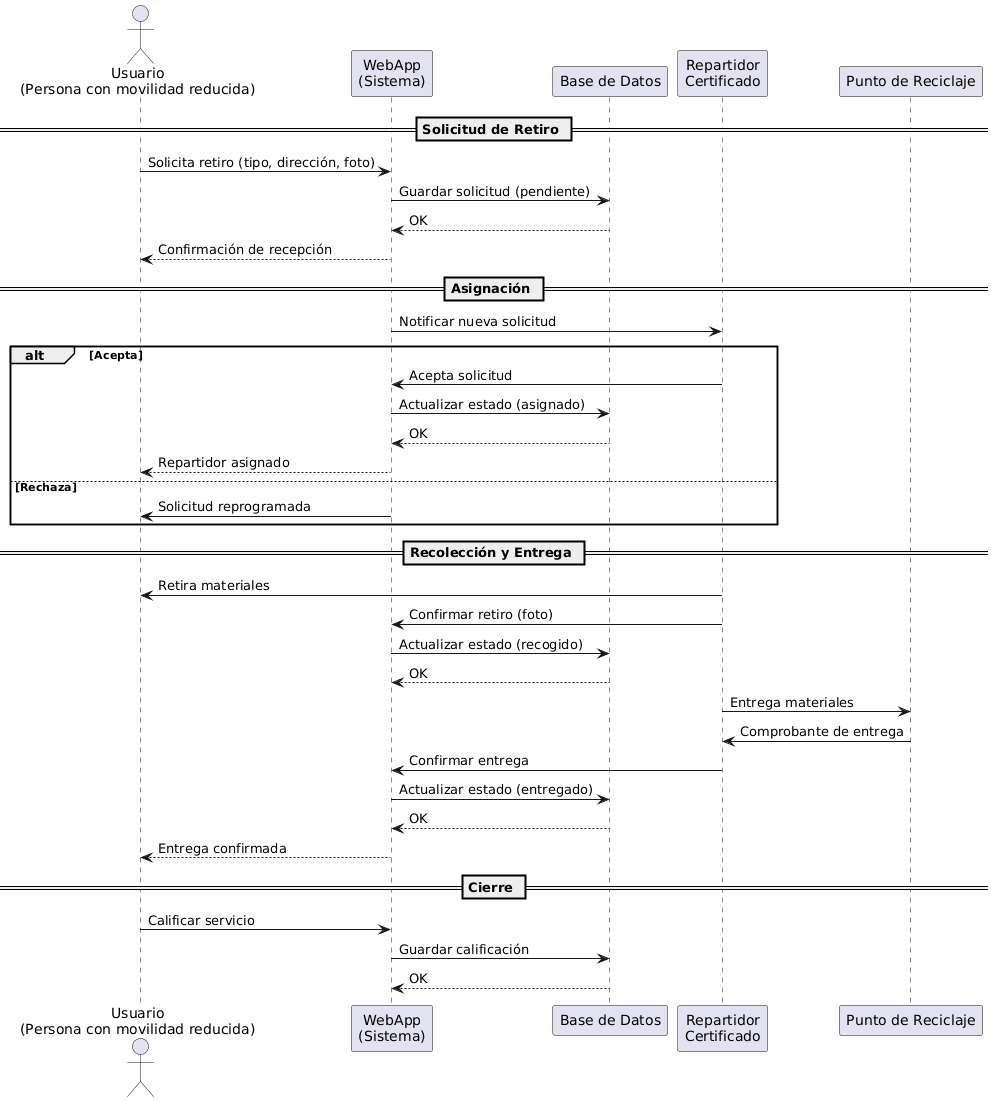 Usuario
(Persona con movilidad reducida)
WebApp
(Sistema)
Base de Datos
Repartidor
Certificado
Punto de Reciclaje
Solicitud de Retiro
Solicita retiro (tipo, dirección, foto)
Guardar solicitud (pendiente)
OK
Confirmación de recepción
Asignación
Notificar nueva solicitud
alt [Acepta]
Acepta solicitud
Actualizar estado (asignado)
OK
Repartidor asignado
[Rechaza]
Solicitud reprogramada
Recolección y Entrega
Retira materiales
Confirmar retiro (foto)
Actualizar estado (recogido)
OK
Entrega materiales
Comprobante de entrega
Confirmar entrega
Actualizar estado (entregado)
OK
Entrega confirmada
Cierre
Calificar servicio
Guardar calificación
OK
Usuario
(Persona con movilidad reducida)
WebApp
(Sistema)
Base de Datos
Repartidor
Certificado
Punto de Reciclaje